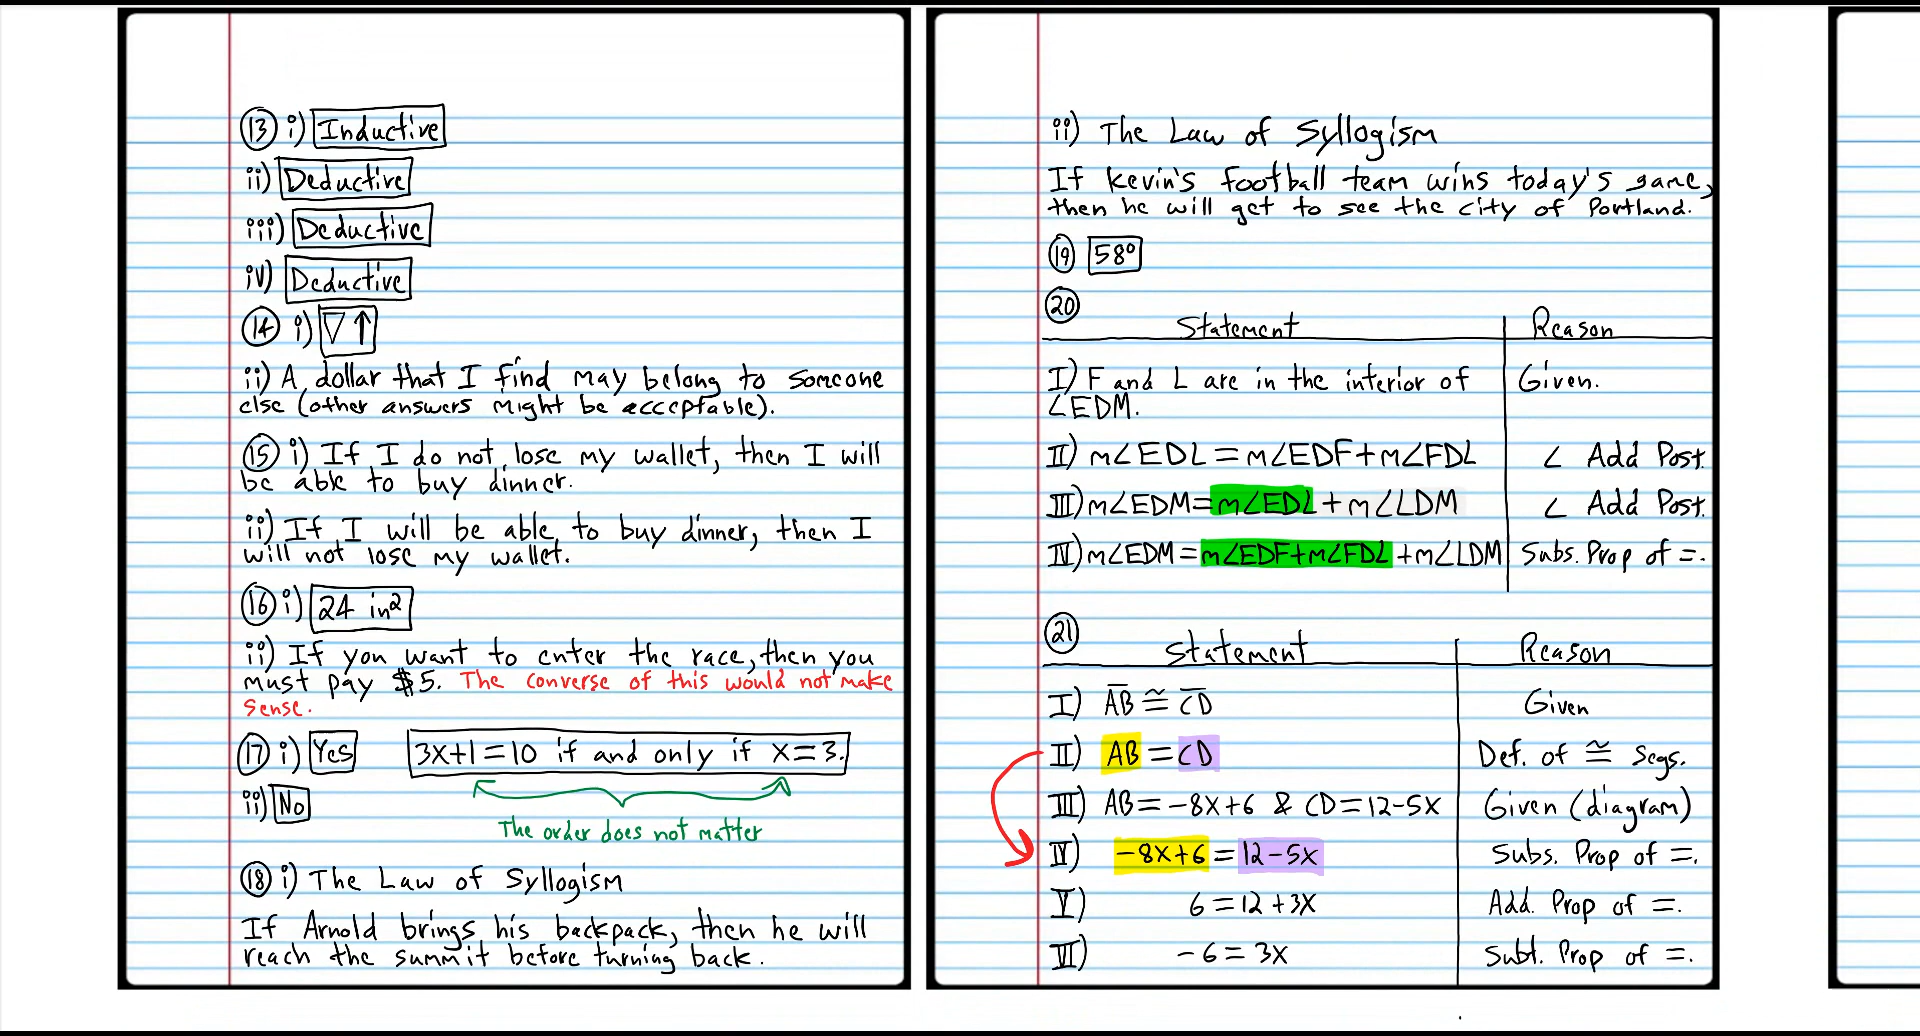 13 i) Inductive
ii) Deductive
iii) Deductive
iv) Deductive
14 i) ▽ ↑
ii) A dollar that I find may belong to someone
else (other answers might be acceptable).
15 i) If I do not lose my wallet, then I will
be able to buy dinner.
ii) If I will be able to buy dinner, then I
will not lose my wallet.
16 i) 24 in²
ii) If you want to enter the race, then you
must pay $5. The converse of this would not make
sense.
17 i) Yes 3x+1=10 if and only if x=3.
ii) No
The order does not matter
18 i) The Law of Syllogism
If Arnold brings his backpack, then he will
reach the summit before turning back.
ii) The Law of Syllogism
If Kevin's football team wins today's game,
then he will get to see the city of Portland.
19 58°
20
Statement Reason
I) F and L are in the interior of Given.
∠EDM.
II) m∠EDL=m∠EDF+m∠FDL ∠ Add Post.
III) m∠EDM=m∠EDL+m∠LDM ∠ Add Post.
IV) m∠EDM=m∠EDF+m∠FDL+m∠LDM Subs. Prop of =.
21
Statement Reason
I) A̅B̅ ≅ C̅D̅ Given
II) AB = CD Def. of ≅ Segs.
III) AB=-8x+6 & CD=12-5x Given (diagram)
IV) -8x+6 = 12-5x Subs. Prop of =.
V) 6=12+3x Add. Prop of =.
VI) -6=3x Subt. Prop of =.